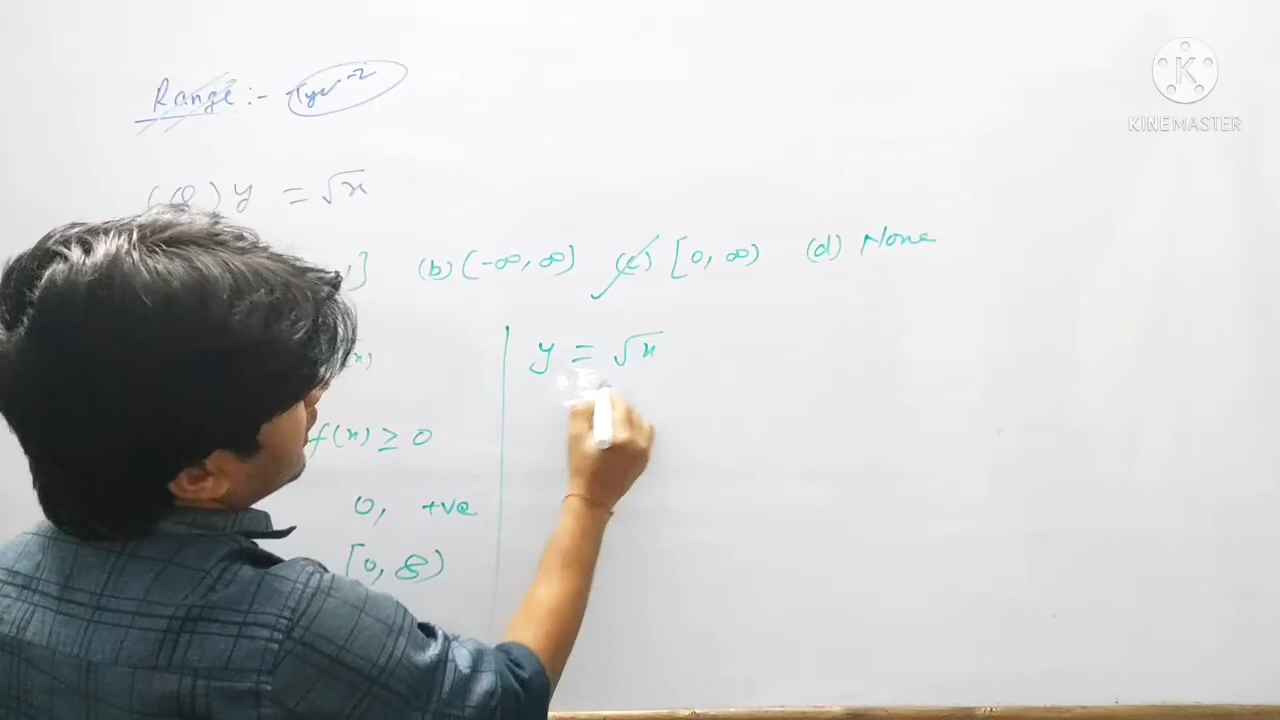 Range :- Type-2
(Q) y = √x
] (b) (-∞, ∞] (c) [0, ∞) (d) None
(x)
y = √x
f(x) ≥ 0
0, +ve
[0, ∞)
K
KINEMASTER